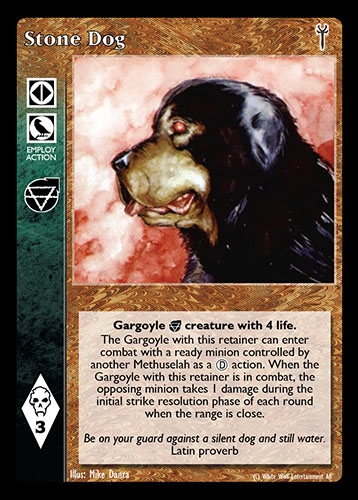 Stone Dog
EMPLOY
ACTION
Gargoyle creature with 4 life.
The Gargoyle with this retainer can enter
combat with a ready minion controlled by
another Methuselah as a Ⓓ action. When the
Gargoyle with this retainer is in combat, the
opposing minion takes 1 damage during the
initial strike resolution phase of each round
when the range is close.
Be on your guard against a silent dog and still water.
Latin proverb
3
Illus: Mike Danza
(C) White Wolf Entertainment AB